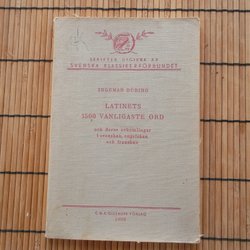 SKRIFTER UTGIVNA AV
SVENSKA KLASSIKERFÖRBUNDET
INGEMAR DÜRING
LATINETS
1500 VANLIGASTE ORD
och deras avkomlingar
i svenskan, engelskan
och franskan
C. W. K. GLEERUPS FÖRLAG